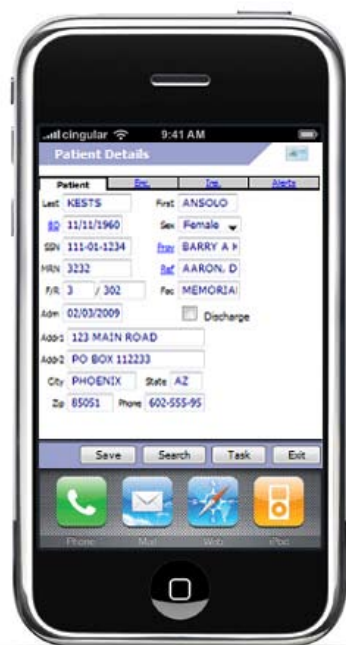 cingular 9:41 AM
Patient Details
Patient Enc. Ins. Alerts
Last KESTS First ANSOLO
BD 11/11/1960 Sex Female
SSN 111-01-1234 Prov BARRY A
MRN 3232 Ref AARON, D
F/R 3 / 302 Fac MEMORIA
Adm 02/03/2009 Discharge
Addr1 123 MAIN ROAD
Addr2 PO BOX 112233
City PHOENIX State AZ
Zip 85051 Phone 602-555-95
Save Search Task Exit
Phone Mail Web iPod